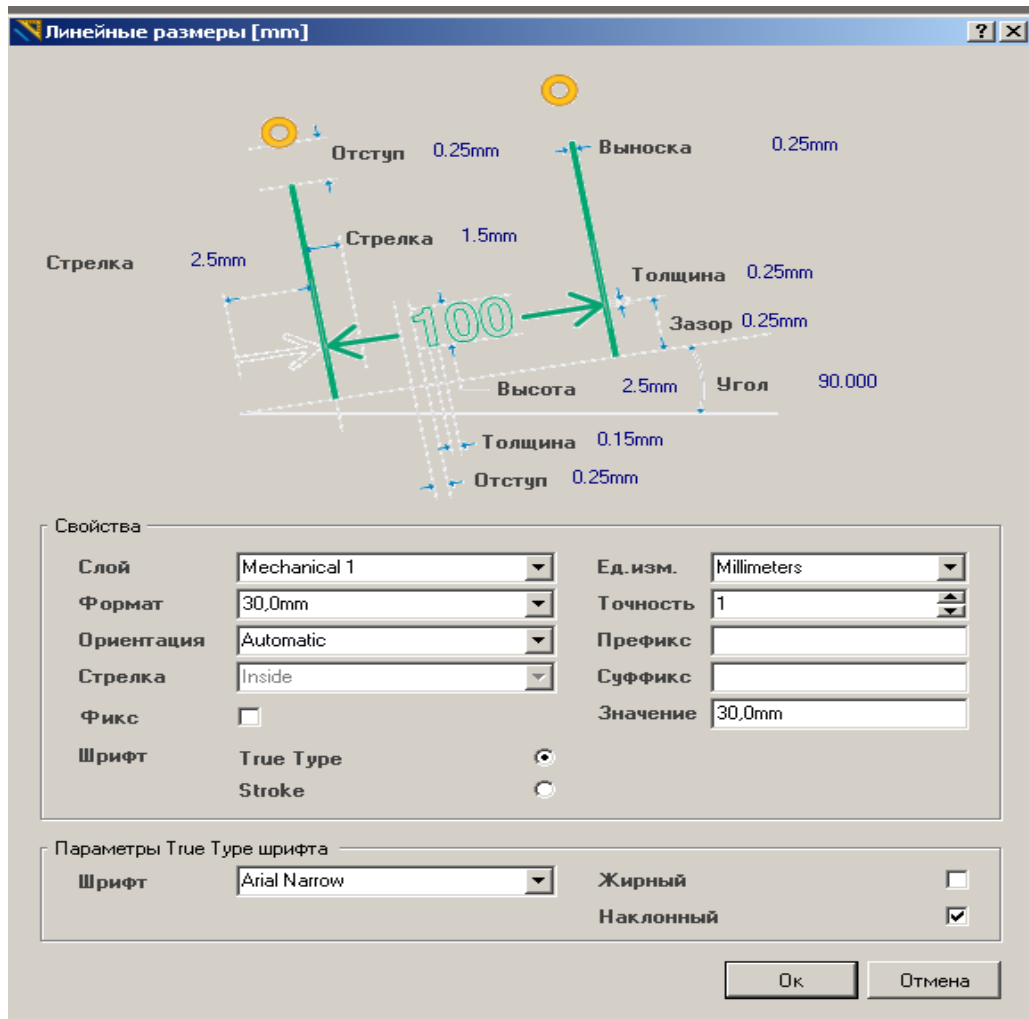 Линейные размеры [mm]
Отступ 0.25mm
Выноска 0.25mm
Стрелка 1.5mm
Стрелка 2.5mm
Толщина 0.25mm
100
Зазор 0.25mm
Высота 2.5mm
Угол 90.000
Толщина 0.15mm
Отступ 0.25mm
Свойства
Слой Mechanical 1 Ед.изм. Millimeters
Формат 30,0mm Точность 1
Ориентация Automatic Префикс
Стрелка Inside Суффикс
Фикс Значение 30,0mm
Шрифт True Type
Stroke
Параметры True Type шрифта
Шрифт Arial Narrow Жирный
Наклонный
Ок Отмена